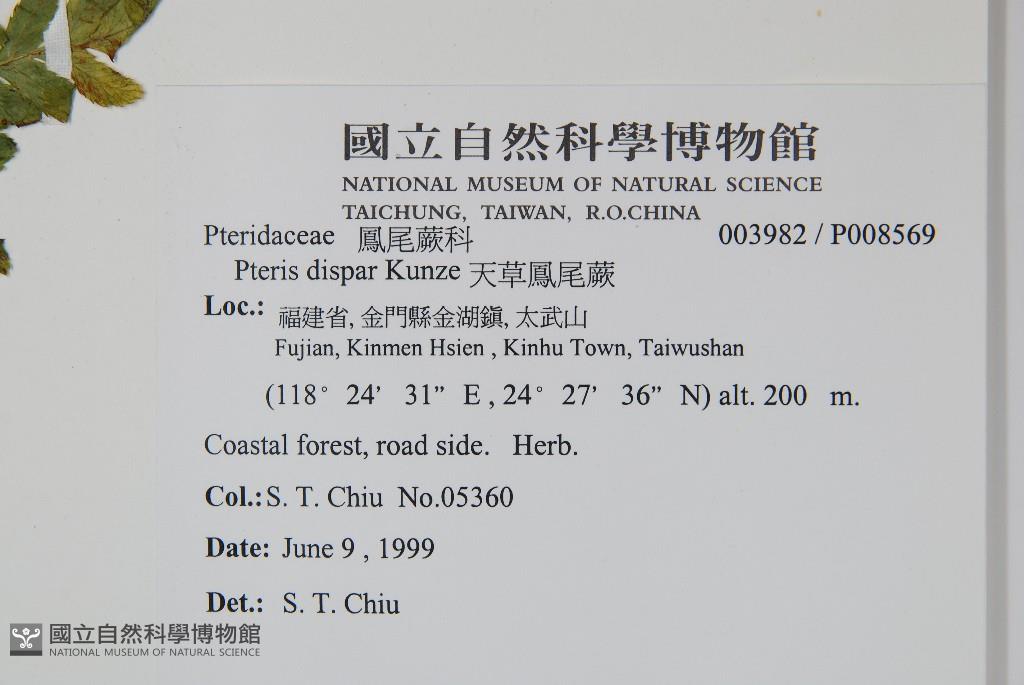 國立自然科學博物館
NATIONAL MUSEUM OF NATURAL SCIENCE
TAICHUNG, TAIWAN, R.O.CHINA
Pteridaceae 鳳尾蕨科 003982 / P008569
Pteris dispar Kunze 天草鳳尾蕨
Loc.: 福建省, 金門縣金湖鎮, 太武山
Fujian, Kinmen Hsien , Kinhu Town, Taiwushan
(118° 24’ 31” E , 24° 27’ 36” N) alt. 200 m.
Coastal forest, road side. Herb.
Col.: S. T. Chiu No.05360
Date: June 9 , 1999
Det.: S. T. Chiu
國立自然科學博物館
NATIONAL MUSEUM OF NATURAL SCIENCE